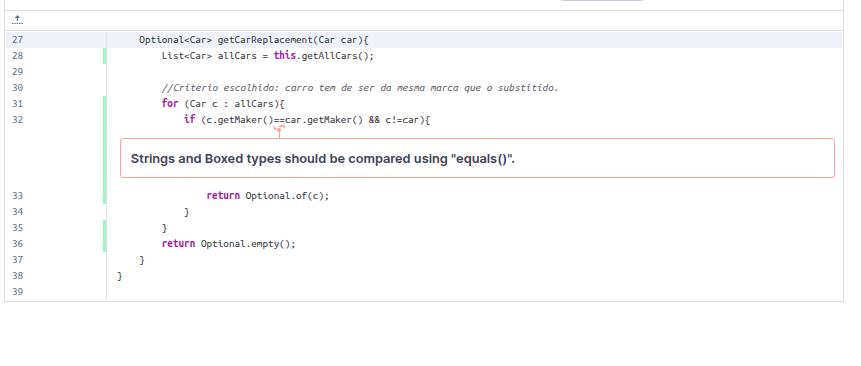 27 Optional<Car> getCarReplacement(Car car){
28 List<Car> allCars = this.getAllCars();
29
30 //Criterio escolhido: carro tem de ser da mesma marca que o substitido.
31 for (Car c : allCars){
32 if (c.getMaker()==car.getMaker() && c!=car){
Strings and Boxed types should be compared using "equals()".
33 return Optional.of(c);
34 }
35 }
36 return Optional.empty();
37 }
38 }
39